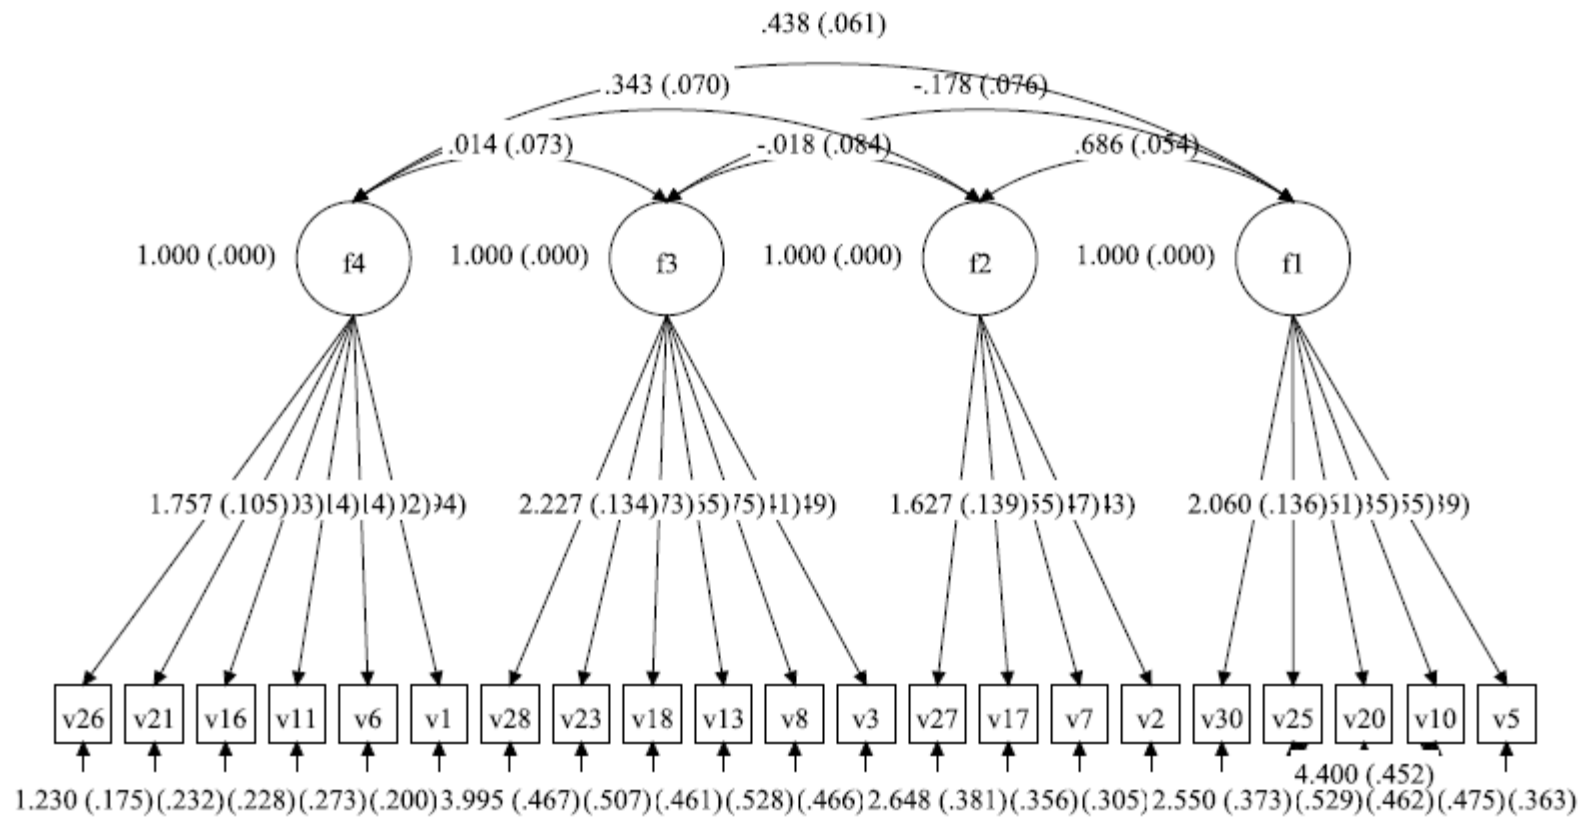 .438 (.061)
.343 (.070) -.178 (.076)
.014 (.073) -.018 (.084) .686 (.054)
1.000 (.000) f4 1.000 (.000) f3 1.000 (.000) f2 1.000 (.000) f1
1.757 (.105) 2.227 (.134) 1.627 (.139) 2.060 (.136)
v26 v21 v16 v11 v6 v1 v28 v23 v18 v13 v8 v3 v27 v17 v7 v2 v30 v25 v20 v10 v5
4.400 (.452)
1.230 (.175) (.232) (.228) (.273) (.200) 3.995 (.467) (.507) (.461) (.528) (.466) 2.648 (.381) (.356) (.305) 2.550 (.373) (.529) (.462) (.475) (.363)